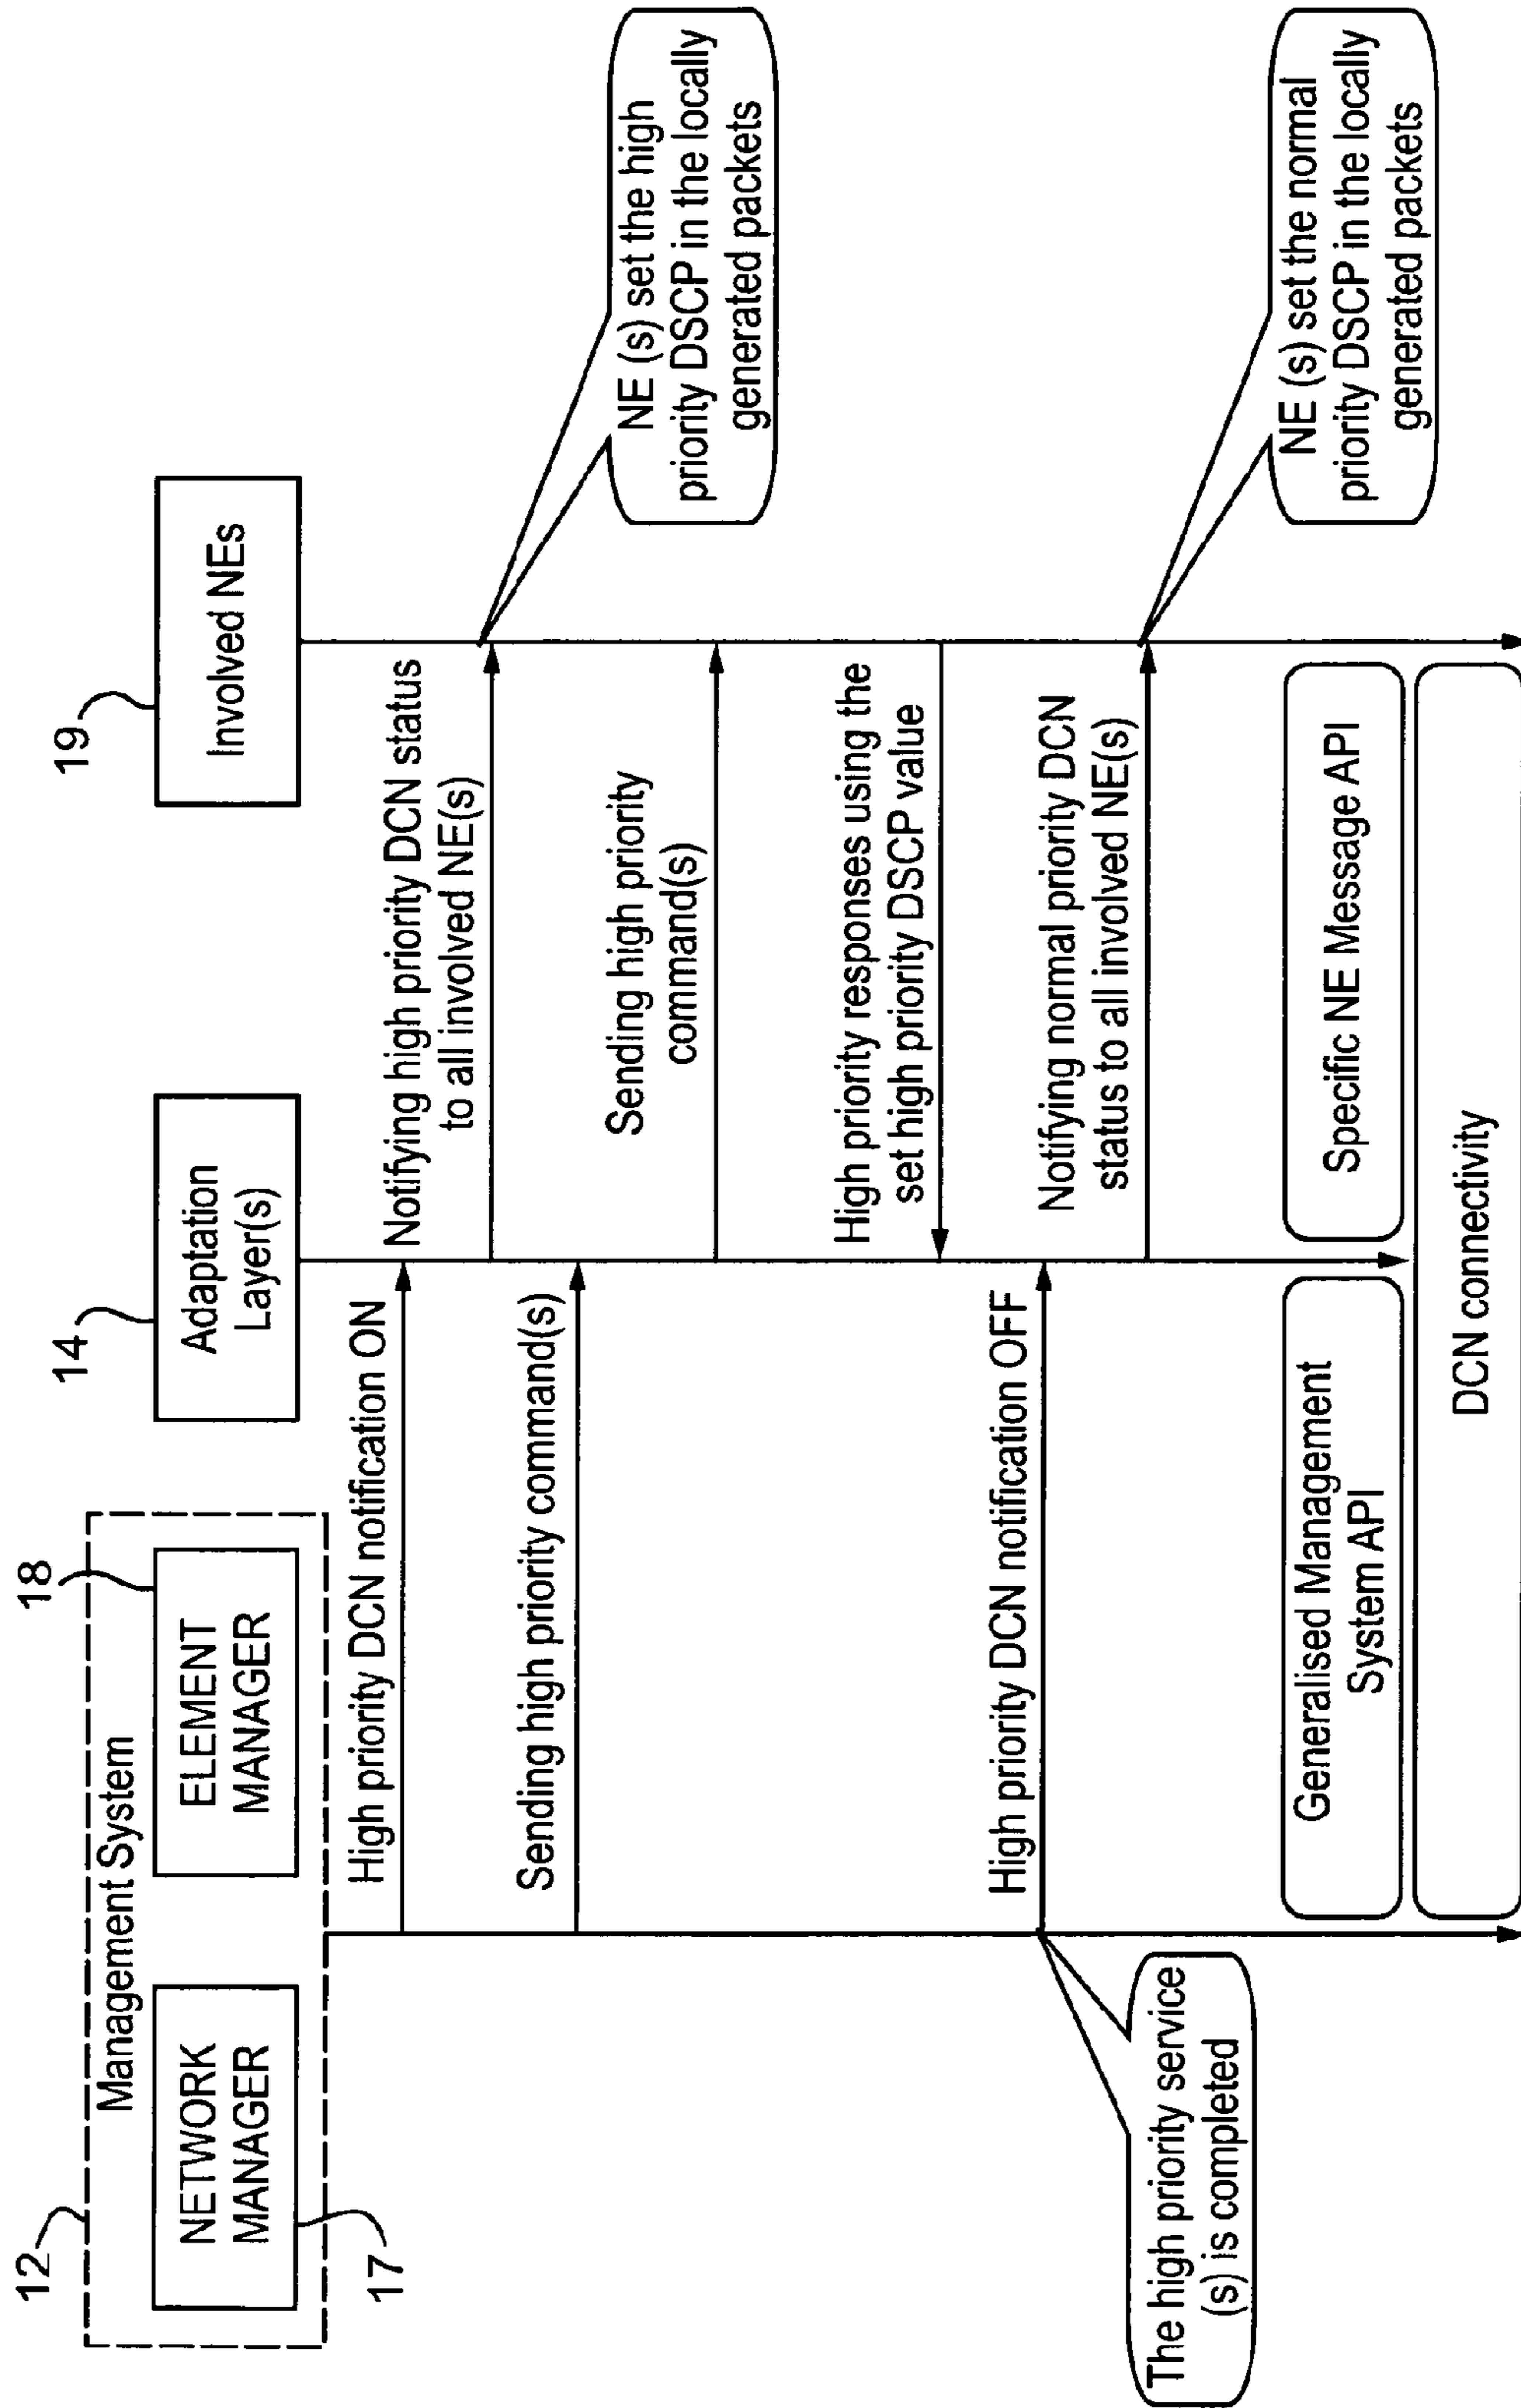 12
Management System
NETWORK
MANAGER
17
ELEMENT
MANAGER
18
14
Adaptation
Layer(s)
19
Involved NEs
High priority DCN notification ON
Notifying high priority DCN status
to all involved NE(s)
NE (s) set the high
priority DSCP in the locally
generated packets
Sending high priority command(s)
Sending high priority
command(s)
High priority responses using the
set high priority DSCP value
High priority DCN notification OFF
The high priority service
(s) is completed
Notifying normal priority DCN
status to all involved NE(s)
NE (s) set the normal
priority DSCP in the locally
generated packets
Generalised Management
System API
Specific NE Message API
DCN connectivity